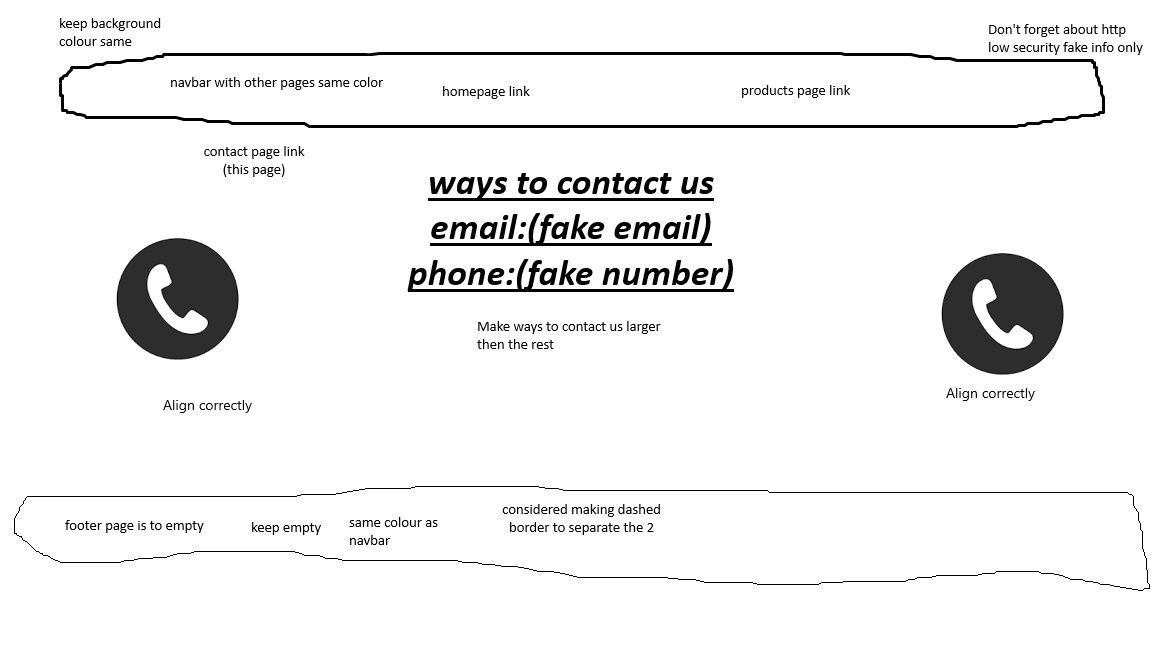 keep background
colour same
Don't forget about http
low security fake info only
navbar with other pages same color
homepage link
products page link
contact page link
(this page)
ways to contact us
email:(fake email)
phone:(fake number)
Make ways to contact us larger
then the rest
Align correctly
Align correctly
footer page is to empty
keep empty
same colour as
navbar
considered making dashed
border to separate the 2